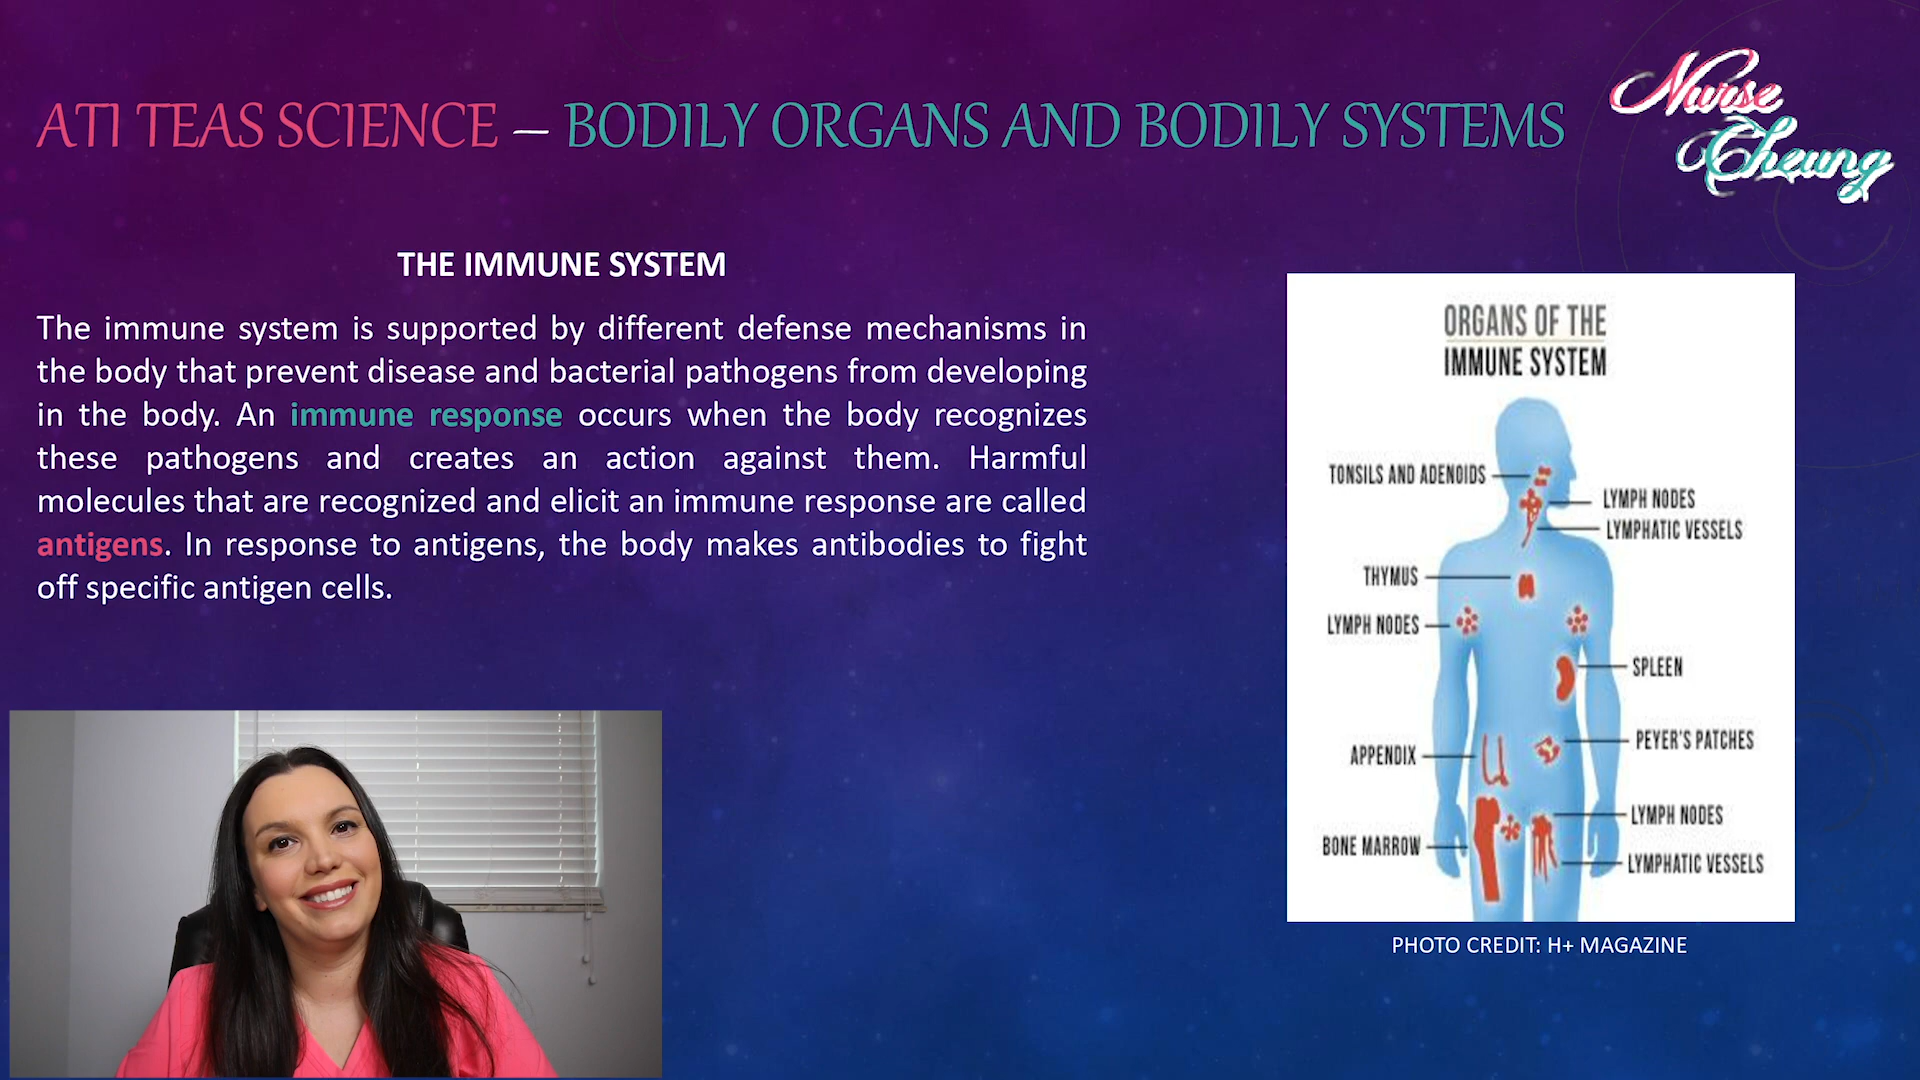 ATI TEAS SCIENCE – BODILY ORGANS AND BODILY SYSTEMS
Nurse
Cheung
THE IMMUNE SYSTEM
The immune system is supported by different defense mechanisms in
the body that prevent disease and bacterial pathogens from developing
in the body. An immune response occurs when the body recognizes
these pathogens and creates an action against them. Harmful
molecules that are recognized and elicit an immune response are called
antigens. In response to antigens, the body makes antibodies to fight
off specific antigen cells.
ORGANS OF THE
IMMUNE SYSTEM
TONSILS AND ADENOIDS
LYMPH NODES
LYMPHATIC VESSELS
THYMUS
LYMPH NODES
SPLEEN
PEYER'S PATCHES
APPENDIX
LYMPH NODES
BONE MARROW
LYMPHATIC VESSELS
PHOTO CREDIT: H+ MAGAZINE